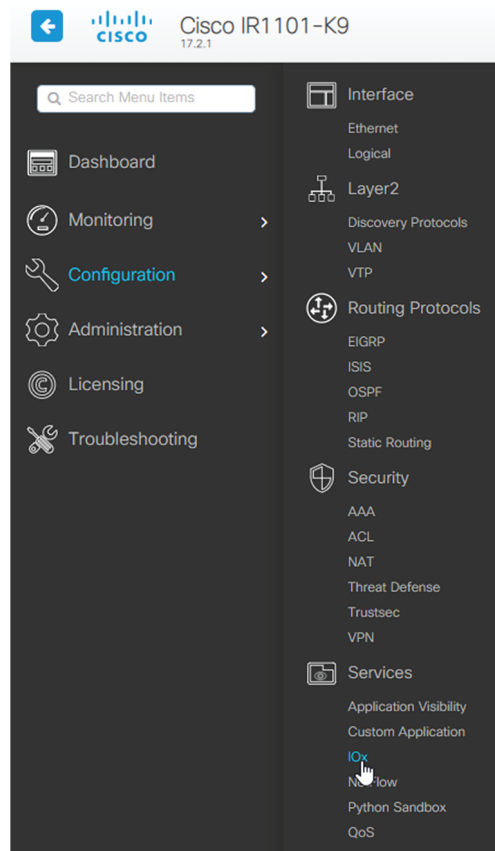 CISCO
Cisco IR1101-K9
17.2.1
Search Menu Items
Dashboard
Monitoring
Configuration
Administration
Licensing
Troubleshooting
Interface
Ethernet
Logical
Layer2
Discovery Protocols
VLAN
VTP
Routing Protocols
EIGRP
ISIS
OSPF
RIP
Static Routing
Security
AAA
ACL
NAT
Threat Defense
Trustsec
VPN
Services
Application Visibility
Custom Application
IOx
NetFlow
Python Sandbox
QoS